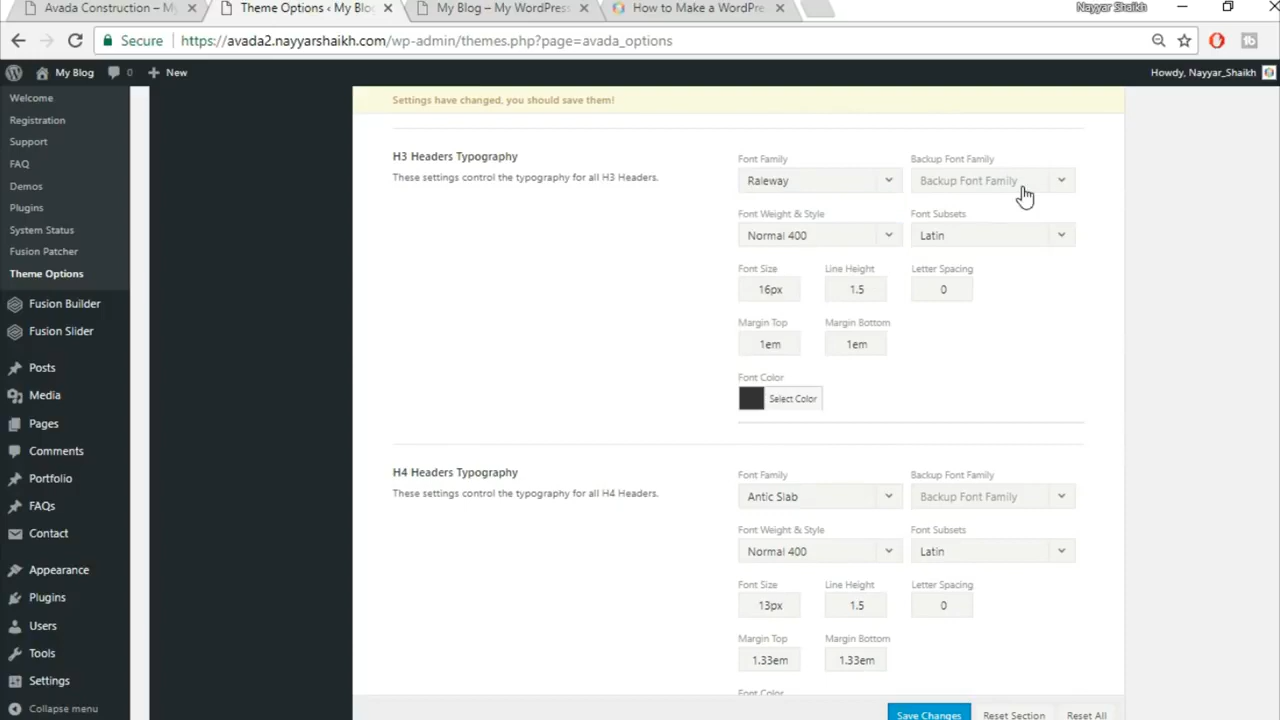 Avada Construction – My
Theme Options ‹ My Blog
My Blog – My WordPress
How to Make a WordPre
Nayyar Shaikh
Secure
https://avada2.nayyarshaikh.com/wp-admin/themes.php?page=avada_options
My Blog
0
New
Howdy, Nayyar_Shaikh
Welcome
Registration
Support
FAQ
Demos
Plugins
System Status
Fusion Patcher
Theme Options
Fusion Builder
Fusion Slider
Posts
Media
Pages
Comments
Portfolio
FAQs
Contact
Appearance
Plugins
Users
Tools
Settings
Collapse menu
Settings have changed, you should save them!
H3 Headers Typography
These settings control the typography for all H3 Headers.
Font Family
Backup Font Family
Raleway
Backup Font Family
Font Weight & Style
Font Subsets
Normal 400
Latin
Font Size
Line Height
Letter Spacing
16px
1.5
0
Margin Top
Margin Bottom
1em
1em
Font Color
Select Color
H4 Headers Typography
These settings control the typography for all H4 Headers.
Font Family
Backup Font Family
Antic Slab
Backup Font Family
Font Weight & Style
Font Subsets
Normal 400
Latin
Font Size
Line Height
Letter Spacing
13px
1.5
0
Margin Top
Margin Bottom
1.33em
1.33em
Font Color
Save Changes
Reset Section
Reset All